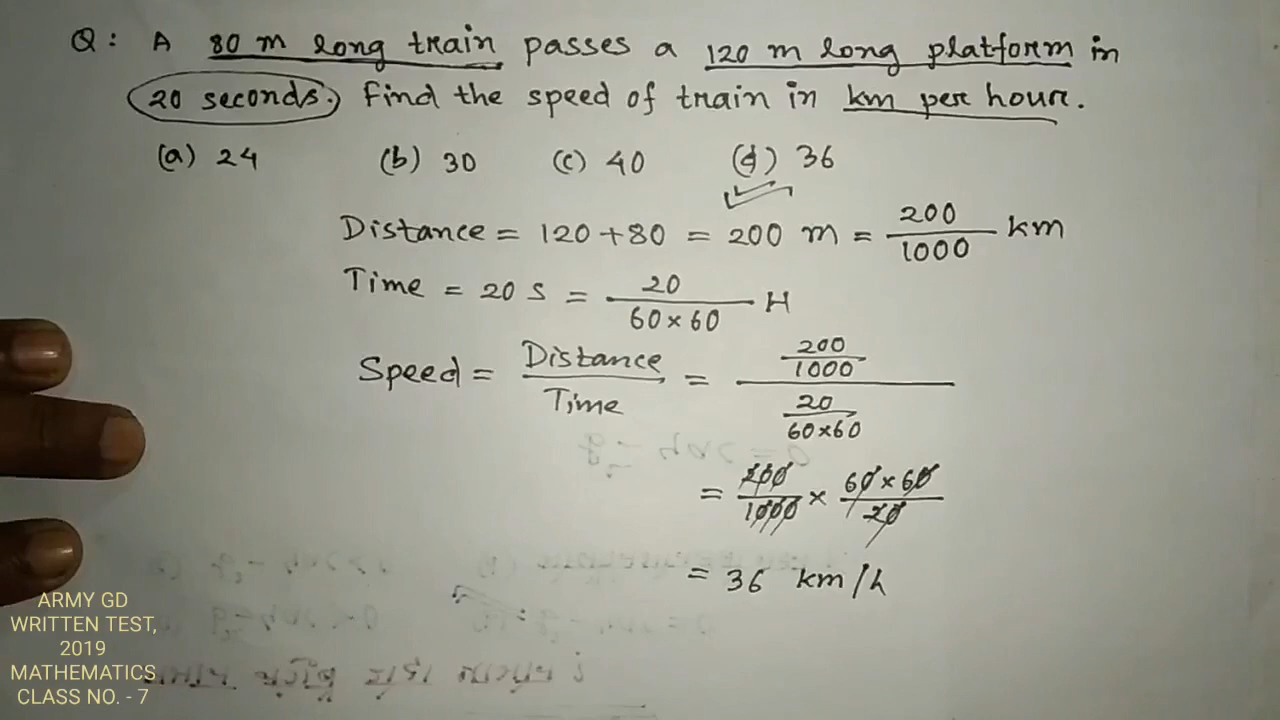 Q: A 80 m long train passes a 120 m long platform in
20 seconds. Find the speed of train in km per hour.
(a) 24 (b) 30 (c) 40 (d) 36
Distance = 120 + 80 = 200 m = 200/1000 km
Time = 20 s = 20/60×60 H
Speed = Distance/Time = 200/1000 / 20/60×60
= 200/1000 × 60×60/20
= 36 km/h
ARMY GD
WRITTEN TEST,
2019
MATHEMATICS
CLASS NO. - 7